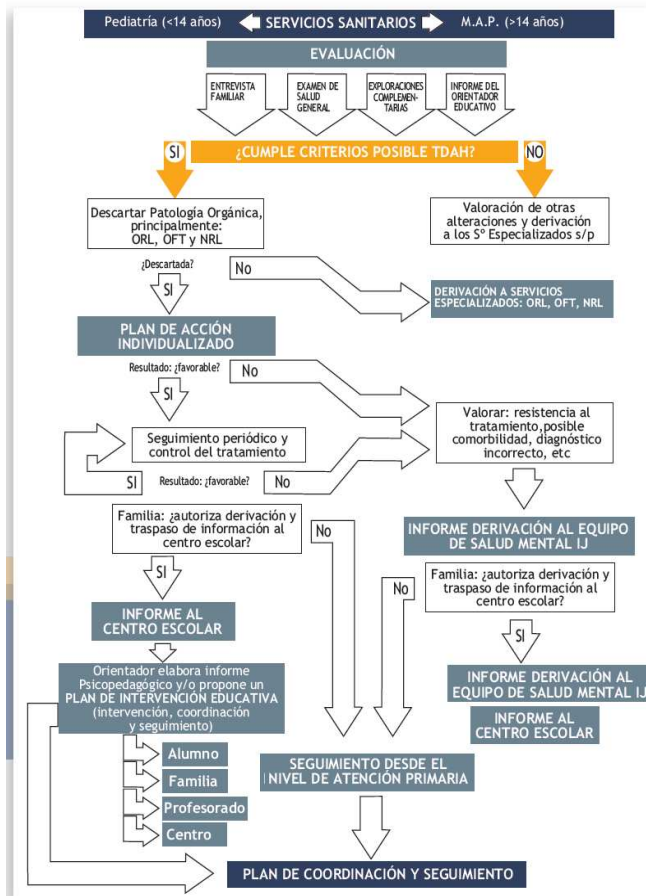 Pediatría (<14 años) SERVICIOS SANITARIOS M.A.P. (>14 años)
EVALUACIÓN
ENTREVISTA
FAMILIAR
EXAMEN DE
SALUD
GENERAL
EXPLORACIONES
COMPLEMEN-
TARIAS
INFORME DEL
ORIENTADOR
EDUCATIVO
SI ¿CUMPLE CRITERIOS POSIBLE TDAH? NO
Descartar Patología Orgánica,
principalmente:
ORL, OFT y NRL
Valoración de otras
alteraciones y derivación
a los Sº Especializados s/p
¿Descartada?
No
SI
DERIVACIÓN A SERVICIOS
ESPECIALIZADOS: ORL, OFT, NRL
PLAN DE ACCIÓN
INDIVIDUALIZADO
Resultado: ¿favorable?
No
SI
Valorar: resistencia al
tratamiento,posible
comorbilidad, diagnóstico
incorrecto, etc
Seguimiento periódico y
control del tratamiento
SI Resultado: ¿favorable? No
Familia: ¿autoriza derivación y
traspaso de información al
centro escolar?
No
SI
INFORME DERIVACIÓN AL EQUIPO
DE SALUD MENTAL IJ
Familia: ¿autoriza derivación y
traspaso de información al
centro escolar?
No
SI
INFORME AL
CENTRO ESCOLAR
INFORME DERIVACIÓN AL
EQUIPO DE SALUD MENTAL IJ
INFORME AL
CENTRO ESCOLAR
Orientador elabora informe
Psicopedagógico y/o propone un
PLAN DE INTERVENCIÓN EDUCATIVA
(intervención, coordinación
y seguimiento)
Alumno
Familia
Profesorado
Centro
SEGUIMIENTO DESDE EL
NIVEL DE ATENCIÓN PRIMARIA
PLAN DE COORDINACIÓN Y SEGUIMIENTO